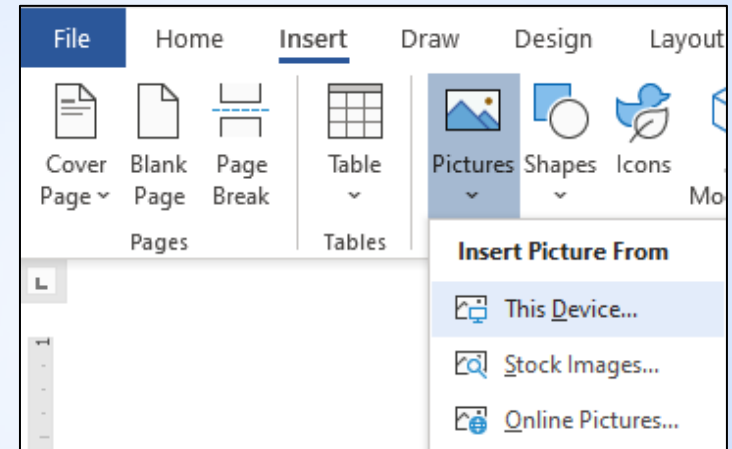 File Home Insert Draw Design Layout
Cover Blank Page Table Pictures Shapes Icons
Page Page Break
Pages Tables
Insert Picture From
This Device...
Stock Images...
Online Pictures...
1